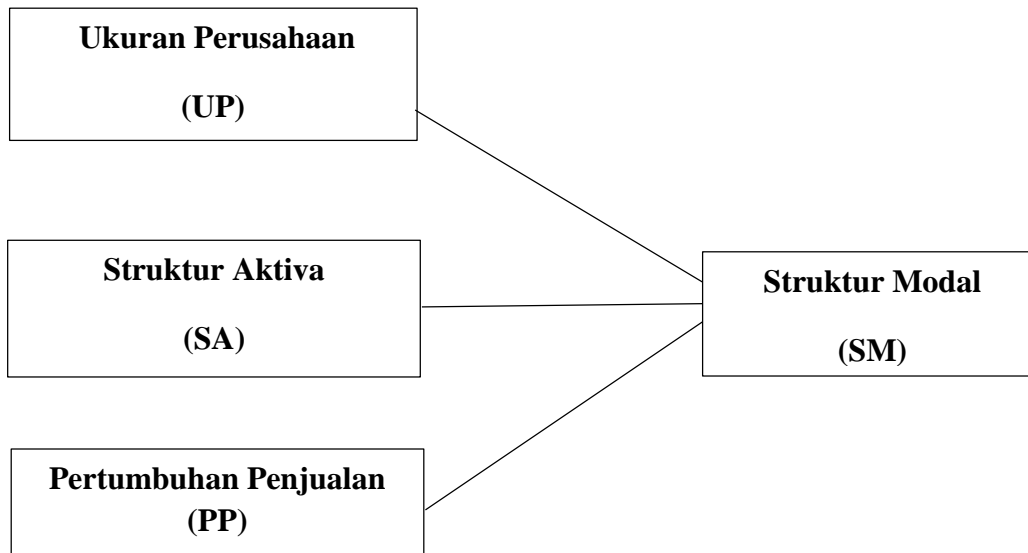 Ukuran Perusahaan
(UP)
Struktur Aktiva
(SA)
Struktur Modal
(SM)
Pertumbuhan Penjualan
(PP)